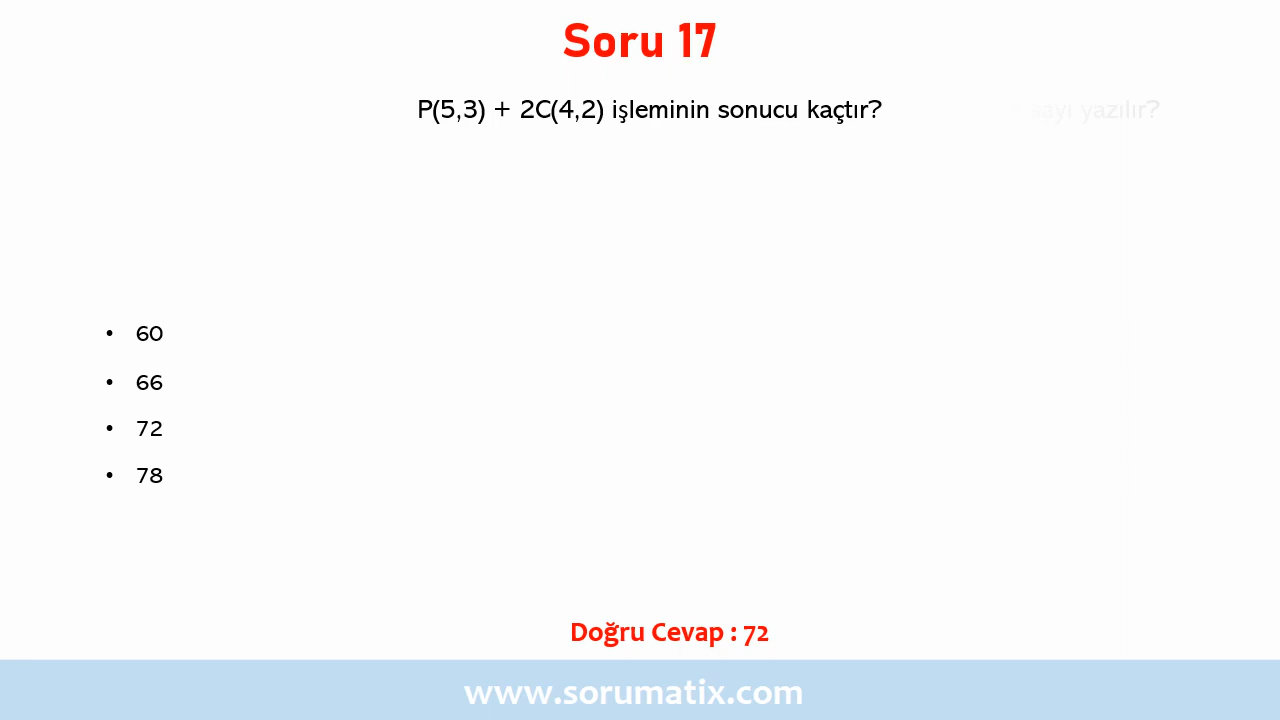 Soru 17
P(5,3) + 2C(4,2) işleminin sonucu kaçtır?
sayı yazılır?
• 60
• 66
• 72
• 78
Doğru Cevap : 72
www.sorumatix.com